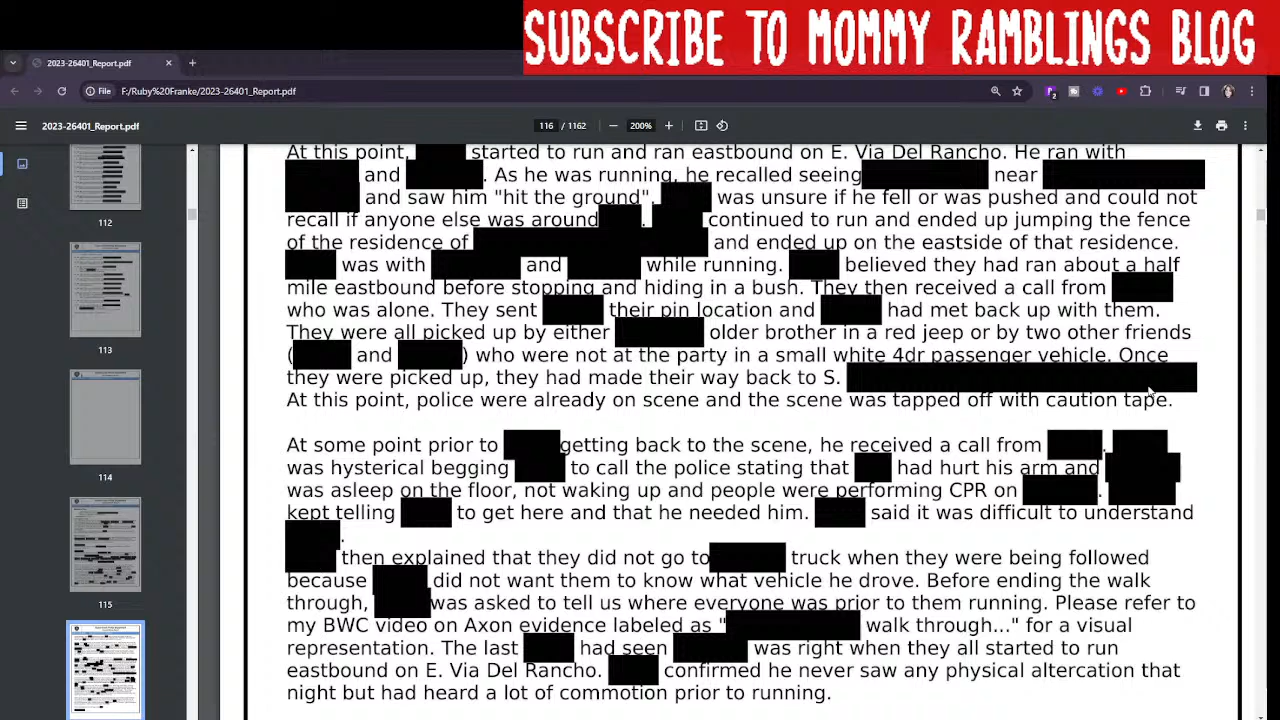 SUBSCRIBE TO MOMMY RAMBLINGS BLOG
2023-26401_Report.pdf
File F:/Ruby%20Franke/2023-26401_Report.pdf
2023-26401_Report.pdf 116 / 1162 200%
At this point, started to run and ran eastbound on E. Via Del Rancho. He ran with
and . As he was running, he recalled seeing near
and saw him "hit the ground". was unsure if he fell or was pushed and could not
recall if anyone else was around . continued to run and ended up jumping the fence
of the residence of and ended up on the eastside of that residence.
was with and while running. believed they had ran about a half
mile eastbound before stopping and hiding in a bush. They then received a call from
who was alone. They sent their pin location and had met back up with them.
They were all picked up by either older brother in a red jeep or by two other friends
( and ) who were not at the party in a small white 4dr passenger vehicle. Once
they were picked up, they had made their way back to S.
At this point, police were already on scene and the scene was tapped off with caution tape.
At some point prior to getting back to the scene, he received a call from .
was hysterical begging to call the police stating that had hurt his arm and
was asleep on the floor, not waking up and people were performing CPR on .
kept telling to get here and that he needed him. said it was difficult to understand
.
then explained that they did not go to truck when they were being followed
because did not want them to know what vehicle he drove. Before ending the walk
through, was asked to tell us where everyone was prior to them running. Please refer to
my BWC video on Axon evidence labeled as " walk through..." for a visual
representation. The last had seen was right when they all started to run
eastbound on E. Via Del Rancho. confirmed he never saw any physical altercation that
night but had heard a lot of commotion prior to running.
112
113
114
115